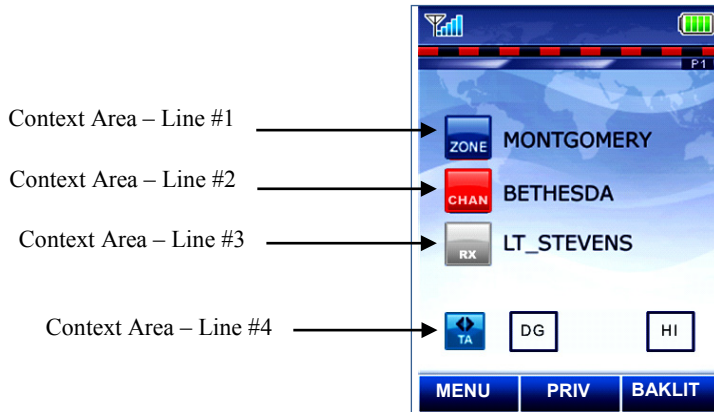 P1
Context Area – Line #1
ZONE MONTGOMERY
Context Area – Line #2
CHAN BETHESDA
Context Area – Line #3
RX LT_STEVENS
Context Area – Line #4
TA DG HI
MENU PRIV BAKLIT